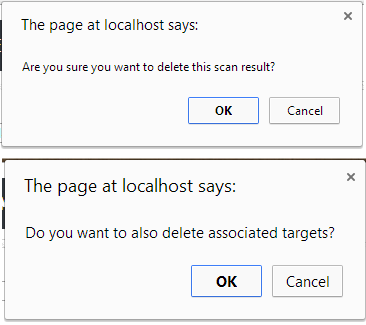 The page at localhost says:
Are you sure you want to delete this scan result?
OK Cancel
The page at localhost says:
Do you want to also delete associated targets?
OK Cancel